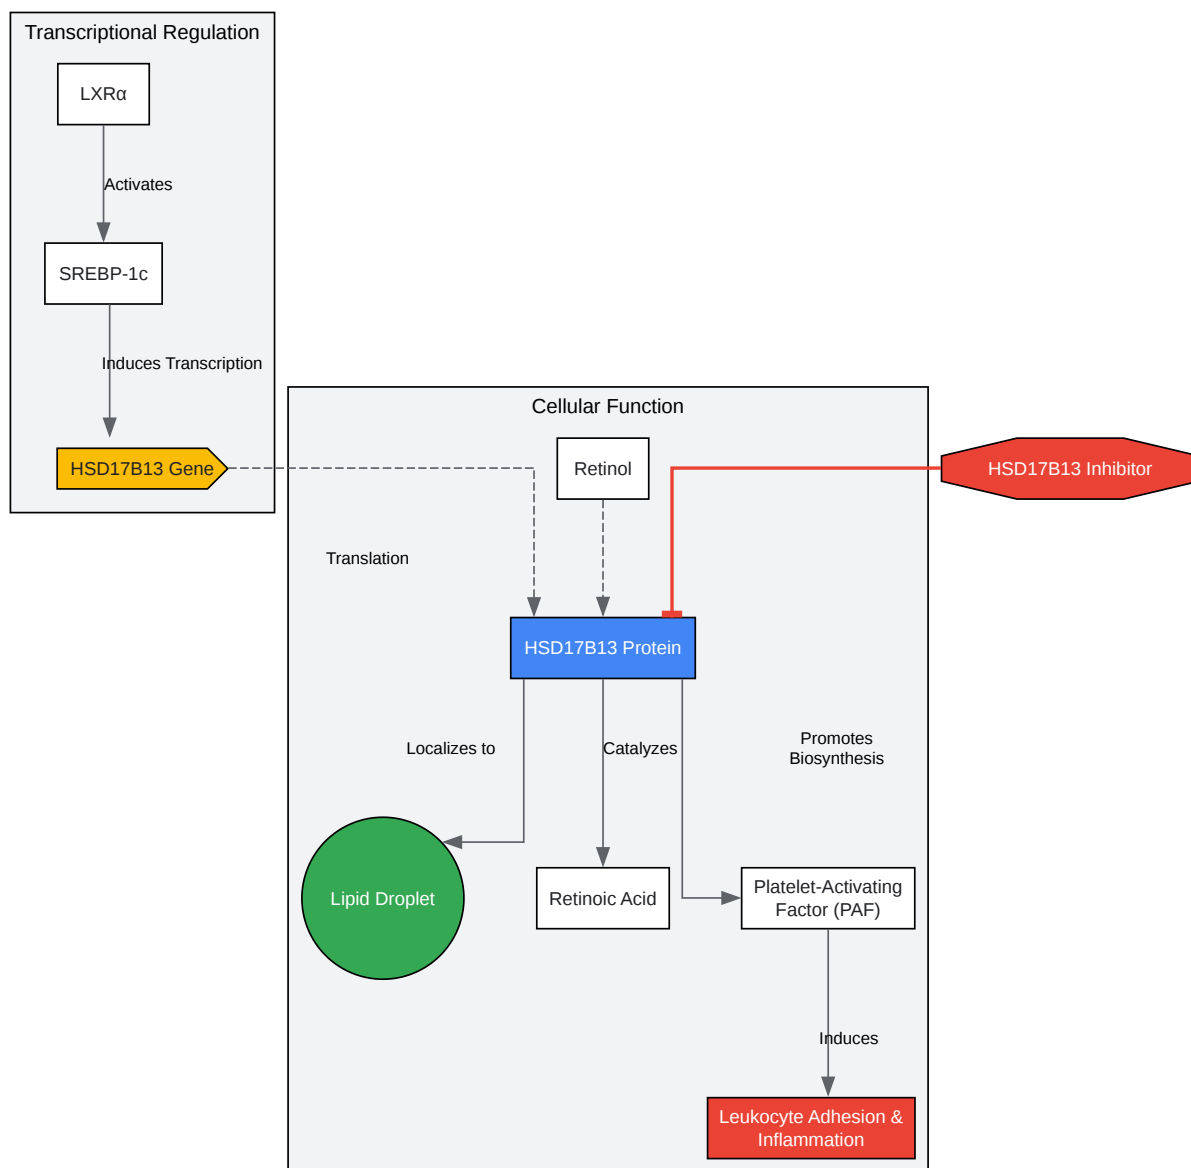 Transcriptional Regulation
LXRα
Activates
SREBP-1c
Induces Transcription
HSD17B13 Gene
Cellular Function
Retinol
HSD17B13 Inhibitor
Translation
HSD17B13 Protein
Localizes to
Catalyzes
Promotes
Biosynthesis
Lipid Droplet
Retinoic Acid
Platelet-Activating
Factor (PAF)
Induces
Leukocyte Adhesion &
Inflammation